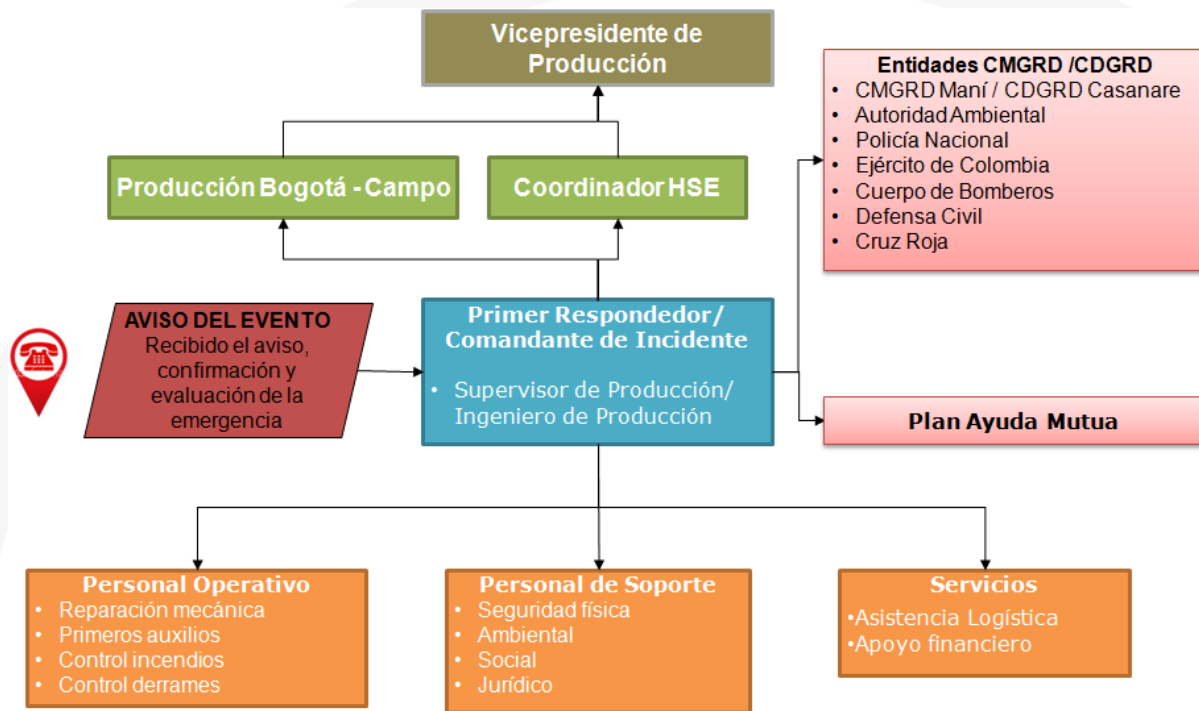 Vicepresidente de
Producción
Entidades CMGRD /CDGRD
• CMGRD Maní / CDGRD Casanare
• Autoridad Ambiental
• Policía Nacional
• Ejército de Colombia
• Cuerpo de Bomberos
• Defensa Civil
• Cruz Roja
Producción Bogotá - Campo
Coordinador HSE
AVISO DEL EVENTO
Recibido el aviso,
confirmación y
evaluación de la
emergencia
Primer Respondedor/
Comandante de Incidente
• Supervisor de Producción/
Ingeniero de Producción
Plan Ayuda Mutua
Personal Operativo
• Reparación mecánica
• Primeros auxilios
• Control incendios
• Control derrames
Personal de Soporte
• Seguridad física
• Ambiental
• Social
• Jurídico
Servicios
•Asistencia Logística
•Apoyo financiero